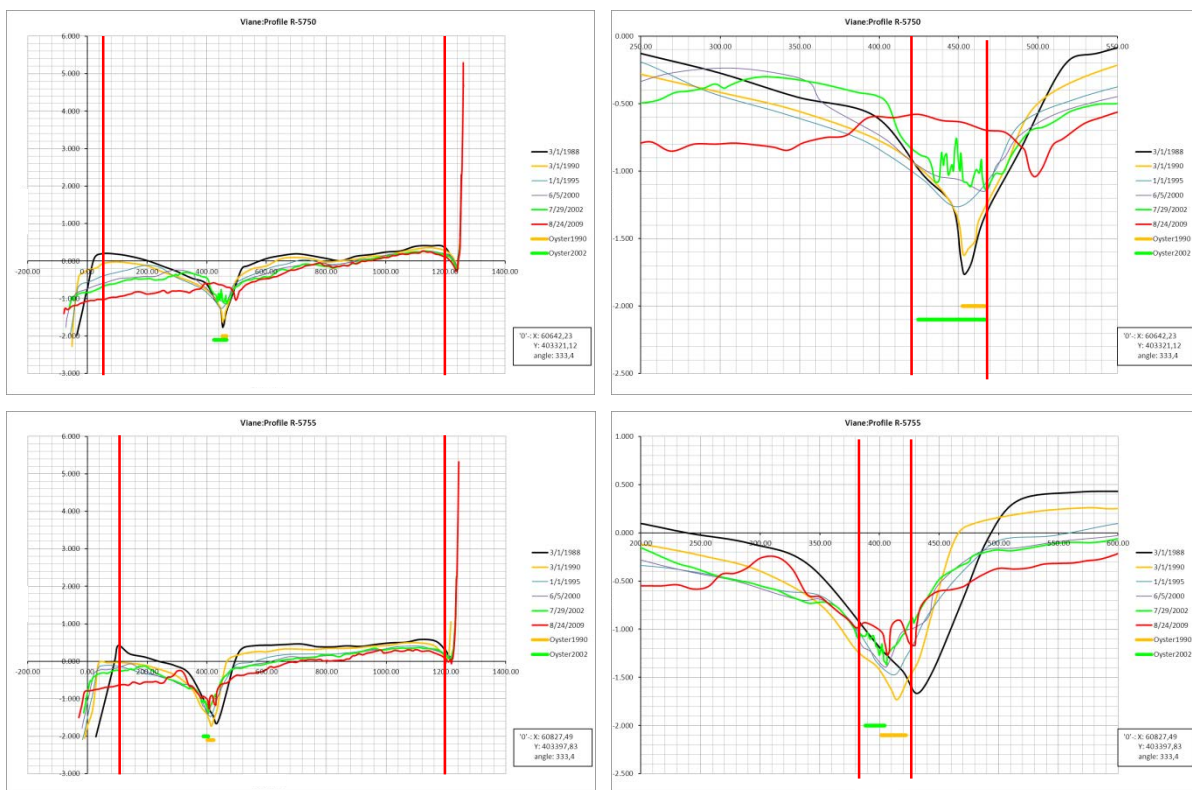 Viane:Profile R-5750
6.000
5.000
4.000
3.000
2.000
1.000
0.000
-1.000
-2.000
-3.000
-200.00 0.00 200.00 400.00 600.00 800.00 1000.00 1200.00 1400.00
3/1/1988
3/1/1990
1/1/1995
6/5/2000
7/29/2002
8/24/2009
Oyster1990
Oyster2002
'0'-: X: 60642,23
Y: 403321,12
angle: 333,4
Viane:Profile R-5750
0.000
-0.500
-1.000
-1.500
-2.000
-2.500
250.00 300.00 350.00 400.00 450.00 500.00 550.00
3/1/1988
3/1/1990
1/1/1995
6/5/2000
7/29/2002
8/24/2009
Oyster1990
Oyster2002
'0'-: X: 60642,23
Y: 403321,12
angle: 333,4
Viane:Profile R-5755
6.000
5.000
4.000
3.000
2.000
1.000
0.000
-1.000
-2.000
-3.000
-200.00 0.00 200.00 400.00 600.00 800.00 1000.00 1200.00 1400.00
3/1/1988
3/1/1990
1/1/1995
6/5/2000
7/29/2002
8/24/2009
Oyster1990
Oyster2002
'0'-: X: 60827,49
Y: 403397,83
angle: 333,4
Viane:Profile R-5755
1.000
0.500
0.000
-0.500
-1.000
-1.500
-2.000
-2.500
200.00 250.00 300.00 350.00 400.00 450.00 500.00 550.00 600.00
3/1/1988
3/1/1990
1/1/1995
6/5/2000
7/29/2002
8/24/2009
Oyster1990
Oyster2002
'0'-: X: 60827,49
Y: 403397,83
angle: 333,4